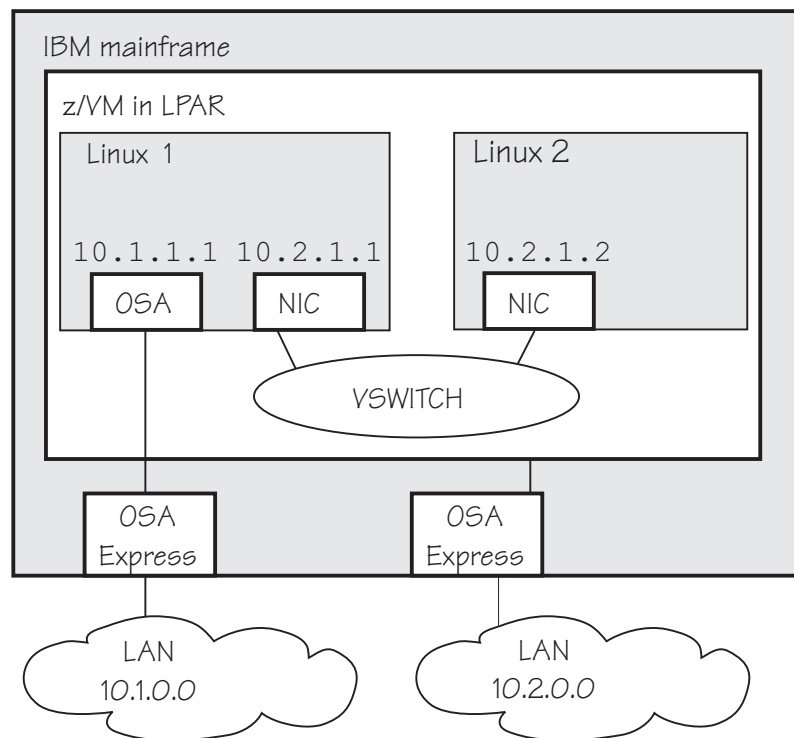 IBM mainframe
z/VM in LPAR
Linux 1
Linux 2
10.1.1.1 10.2.1.1
10.2.1.2
OSA
NIC
NIC
VSWITCH
OSA
Express
OSA
Express
LAN
10.1.0.0
LAN
10.2.0.0